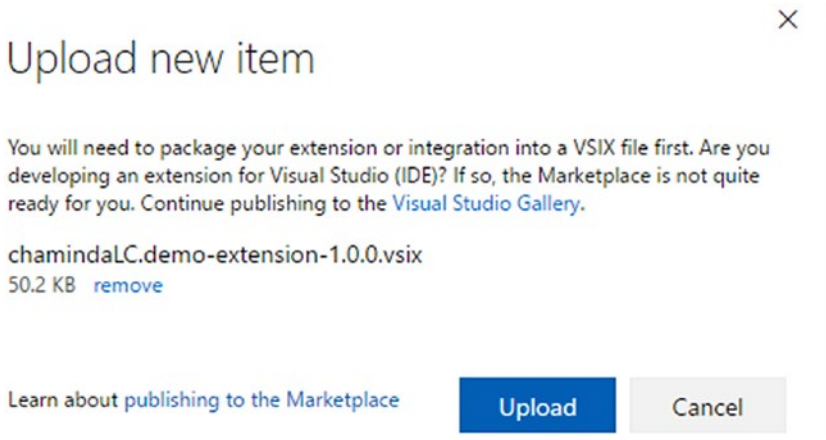 Upload new item
You will need to package your extension or integration into a VSIX file first. Are you
developing an extension for Visual Studio (IDE)? If so, the Marketplace is not quite
ready for you. Continue publishing to the Visual Studio Gallery.
chamindaLC.demo-extension-1.0.0.vsix
50.2 KB remove
Learn about publishing to the Marketplace Upload Cancel